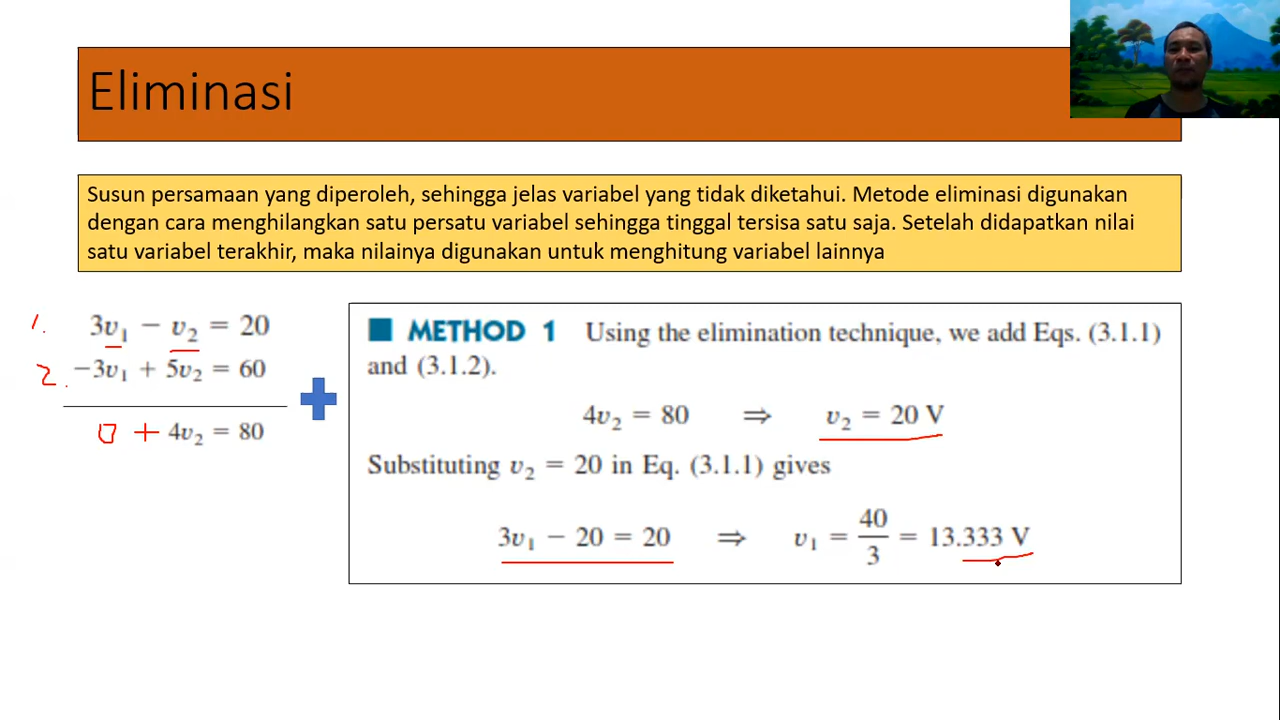 Eliminasi
Susun persamaan yang diperoleh, sehingga jelas variabel yang tidak diketahui. Metode eliminasi digunakan
dengan cara menghilangkan satu persatu variabel sehingga tinggal tersisa satu saja. Setelah didapatkan nilai
satu variabel terakhir, maka nilainya digunakan untuk menghitung variabel lainnya
1. 3v₁ − v₂ = 20
2. −3v₁ + 5v₂ = 60
0 + 4v₂ = 80
METHOD 1 Using the elimination technique, we add Eqs. (3.1.1)
and (3.1.2).
4v₂ = 80 ⇒ v₂ = 20 V
Substituting v₂ = 20 in Eq. (3.1.1) gives
3v₁ − 20 = 20 ⇒ v₁ = 40/3 = 13.333 V